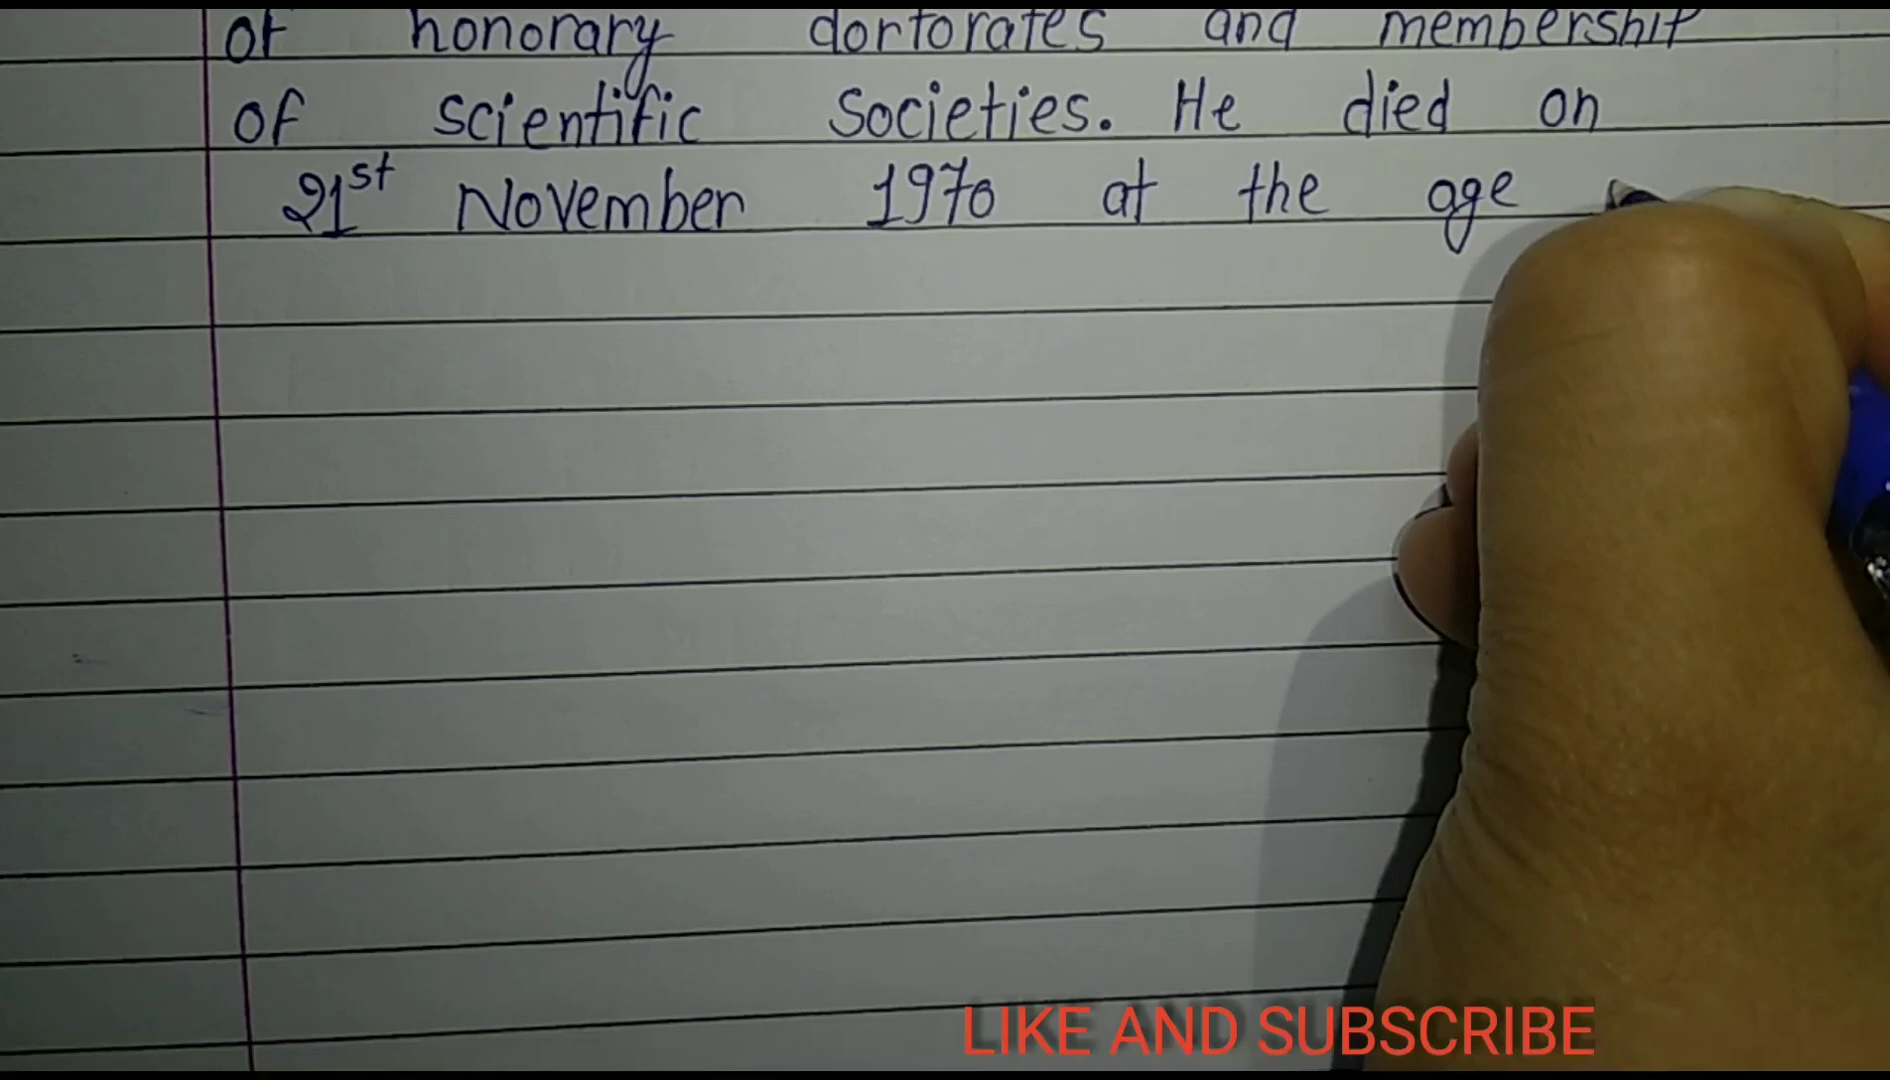 of honorary dortorates and membership
of scientific Societies. He died on
21st November 1970 at the age
LIKE AND SUBSCRIBE